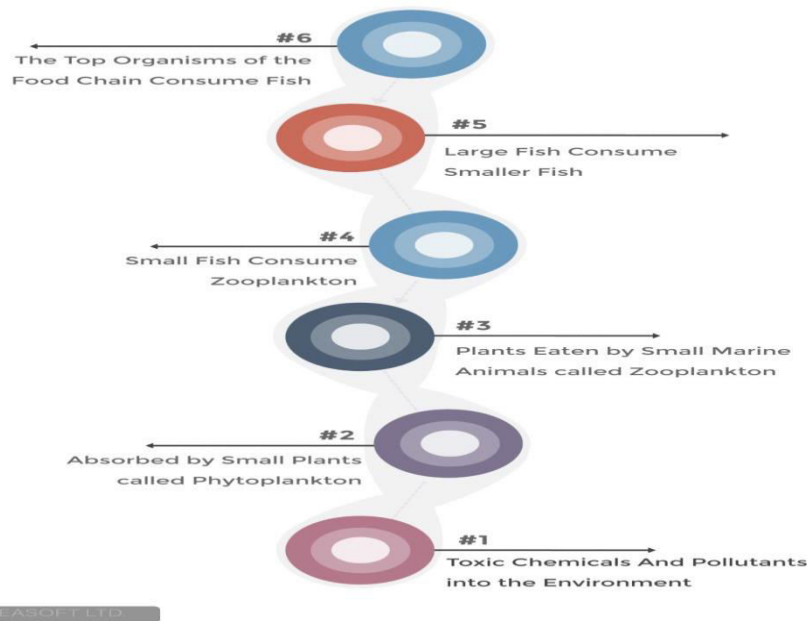 #6
The Top Organisms of the
Food Chain Consume Fish
#5
Large Fish Consume
Smaller Fish
#4
Small Fish Consume
Zooplankton
#3
Plants Eaten by Small Marine
Animals called Zooplankton
#2
Absorbed by Small Plants
called Phytoplankton
#1
Toxic Chemicals And Pollutants
into the Environment
EASOFT LTD